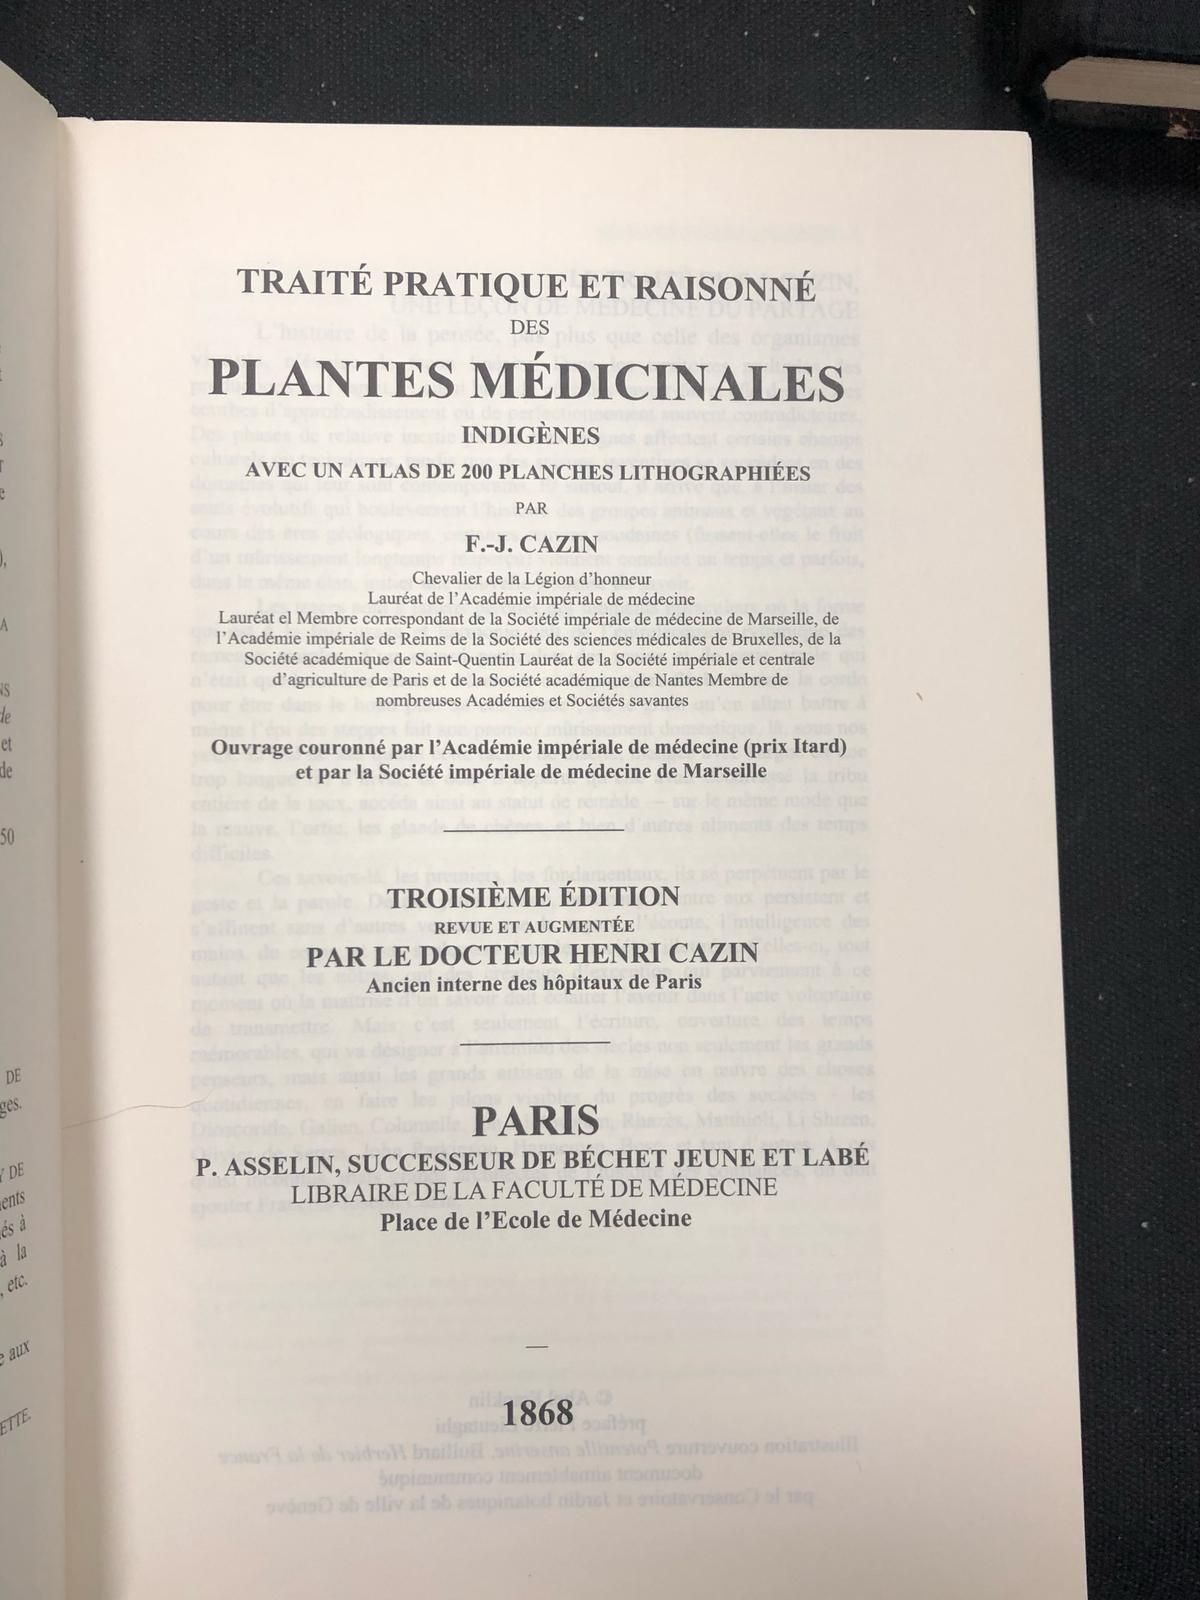 TRAITÉ PRATIQUE ET RAISONNÉ
DES
PLANTES MÉDICINALES
INDIGÈNES
AVEC UN ATLAS DE 200 PLANCHES LITHOGRAPHIÉES
PAR
F.-J. CAZIN
Chevalier de la Légion d'honneur
Lauréat de l'Académie impériale de médecine
Lauréat el Membre correspondant de la Société impériale de médecine de Marseille, de
l'Académie impériale de Reims de la Société des sciences médicales de Bruxelles, de la
Société académique de Saint-Quentin Lauréat de la Société impériale et centrale
d'agriculture de Paris et de la Société académique de Nantes Membre de
nombreuses Académies et Sociétés savantes
Ouvrage couronné par l'Académie impériale de médecine (prix Itard)
et par la Société impériale de médecine de Marseille
TROISIÈME ÉDITION
REVUE ET AUGMENTÉE
PAR LE DOCTEUR HENRI CAZIN
Ancien interne des hôpitaux de Paris
PARIS
P. ASSELIN, SUCCESSEUR DE BÉCHET JEUNE ET LABÉ
LIBRAIRE DE LA FACULTÉ DE MÉDECINE
Place de l'Ecole de Médecine
—
1868